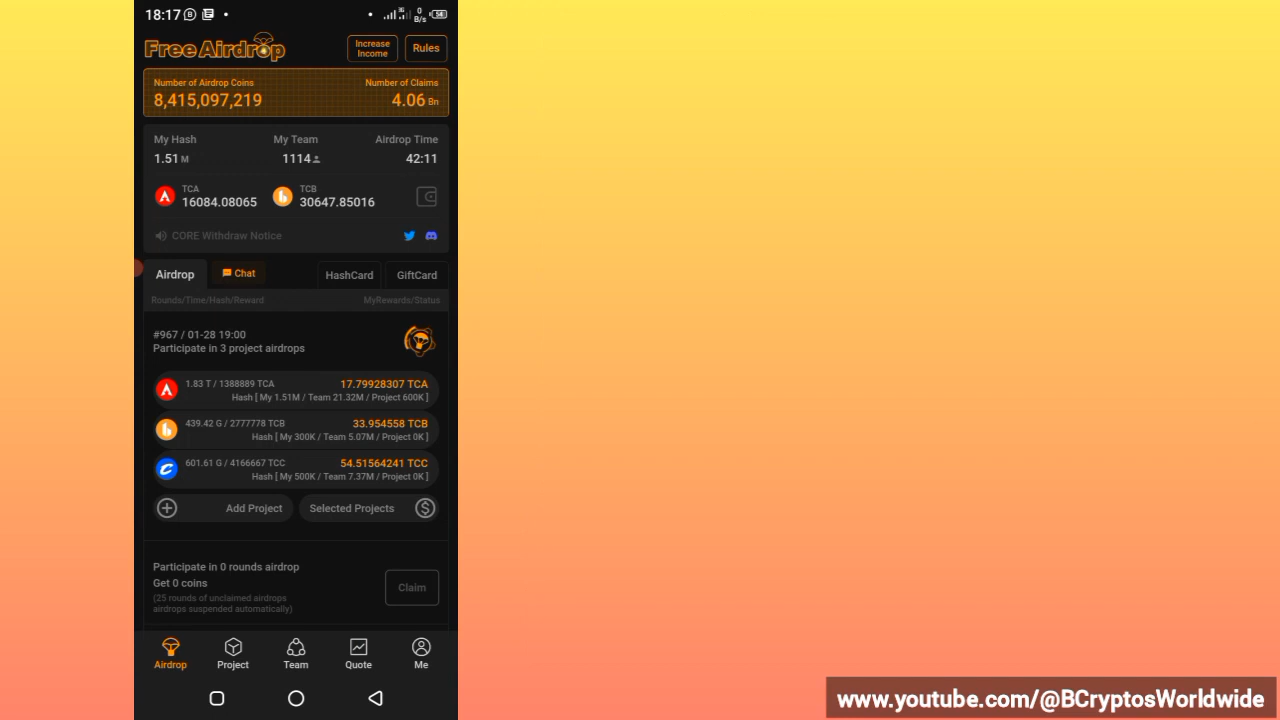 18:17
3G
0
B/s
54
Free Airdrop
Increase
Income
Rules
Number of Airdrop Coins
Number of Claims
8,415,097,219
4.06 Bn
My Hash
My Team
Airdrop Time
1.51 M
1114
42:11
TCA
16084.08065
TCB
30647.85016
CORE Withdraw Notice
Airdrop
Chat
HashCard
GiftCard
Rounds/Time/Hash/Reward
MyRewards/Status
#967 / 01-28 19:00
Participate in 3 project airdrops
1.83 T / 1388889 TCA
17.79928307 TCA
Hash [ My 1.51M / Team 21.32M / Project 600K ]
439.42 G / 2777778 TCB
33.954558 TCB
Hash [ My 300K / Team 5.07M / Project 0K ]
601.61 G / 4166667 TCC
54.51564241 TCC
Hash [ My 500K / Team 7.37M / Project 0K ]
Add Project
Selected Projects
Participate in 0 rounds airdrop
Get 0 coins
(25 rounds of unclaimed airdrops
airdrops suspended automatically)
Claim
Airdrop
Project
Team
Quote
Me
www.youtube.com/@BCryptosWorldwide